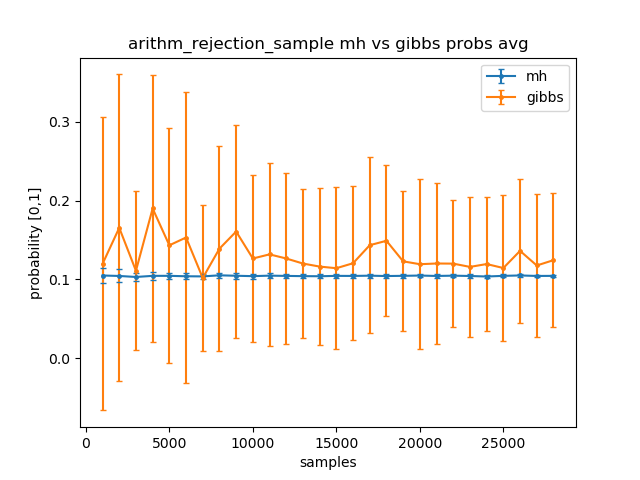 arithm_rejection_sample mh vs gibbs probs avg
mh
gibbs
0.3
0.2
0.1
0.0
probability [0,1]
0 5000 10000 15000 20000 25000
samples